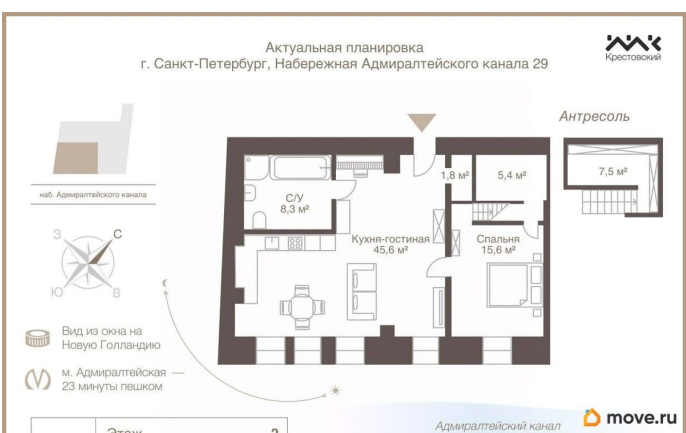 Актуальная планировка
г. Санкт-Петербург, Набережная Адмиралтейского канала 29
Крестовский
наб. Адмиралтейского канала
З
С
Ю
В
Вид из окна на
Новую Голландию
м. Адмиралтейская —
23 минуты пешком
С/У
8,3 м²
Кухня-гостиная
45,6 м²
1,8 м²
5,4 м²
Спальня
15,6 м²
Антресоль
7,5 м²
Адмиралтейский канал
move.ru
Этаж